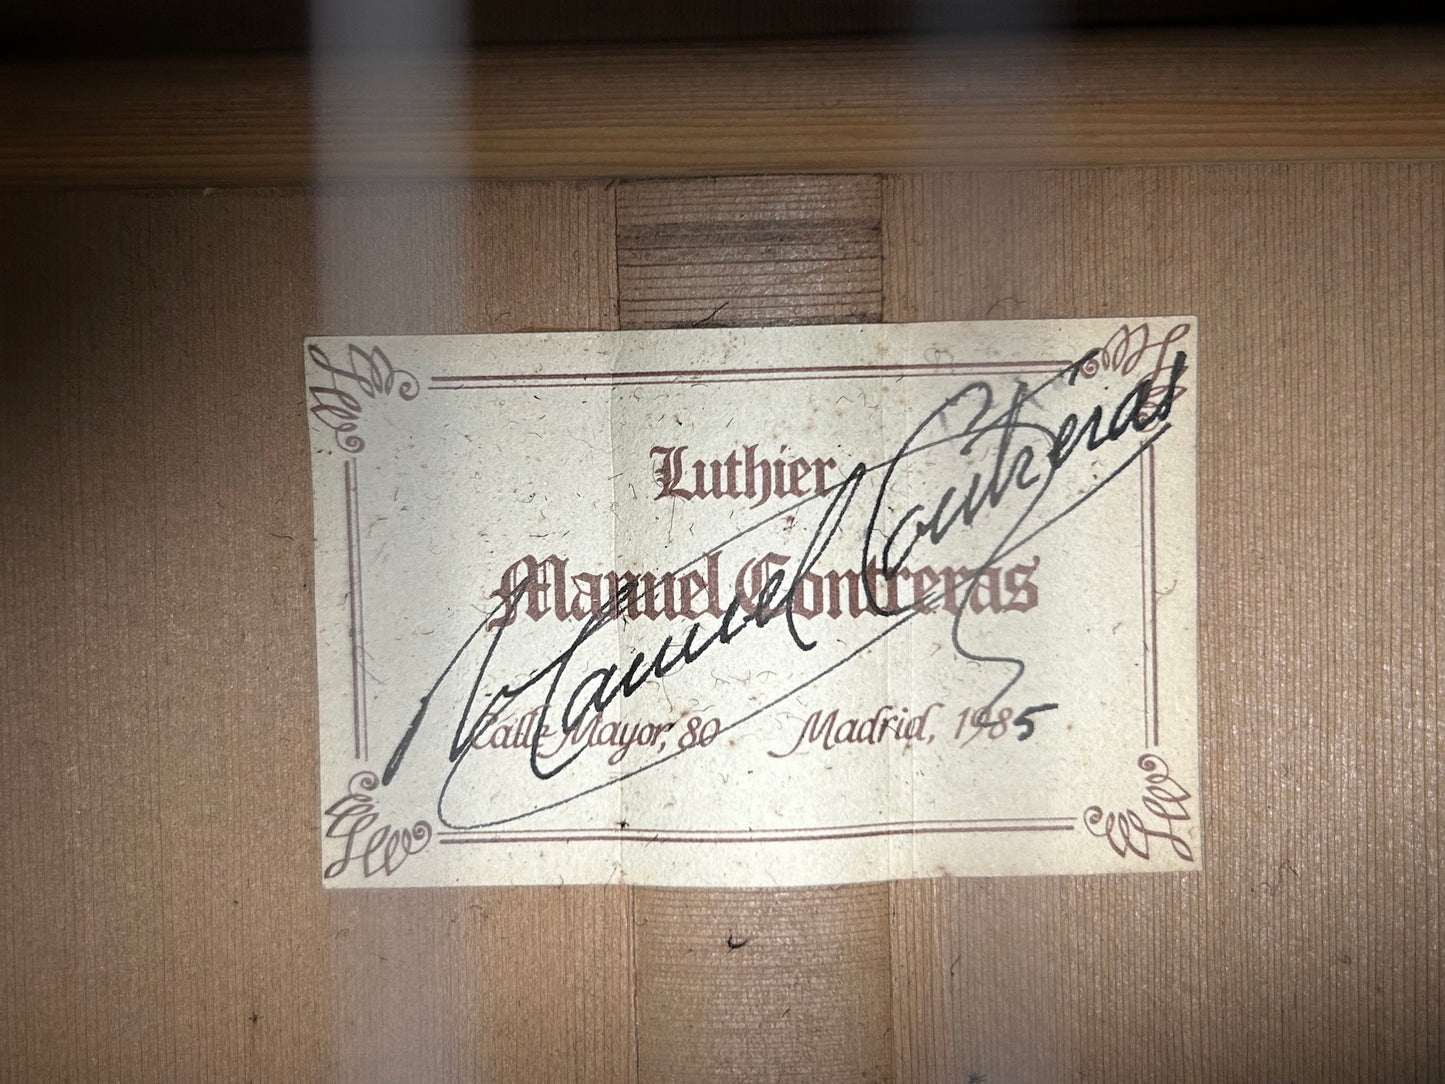 Luthier
Manuel Contreras
Manuel Contreras
Calle Mayor, 80 Madrid, 1985